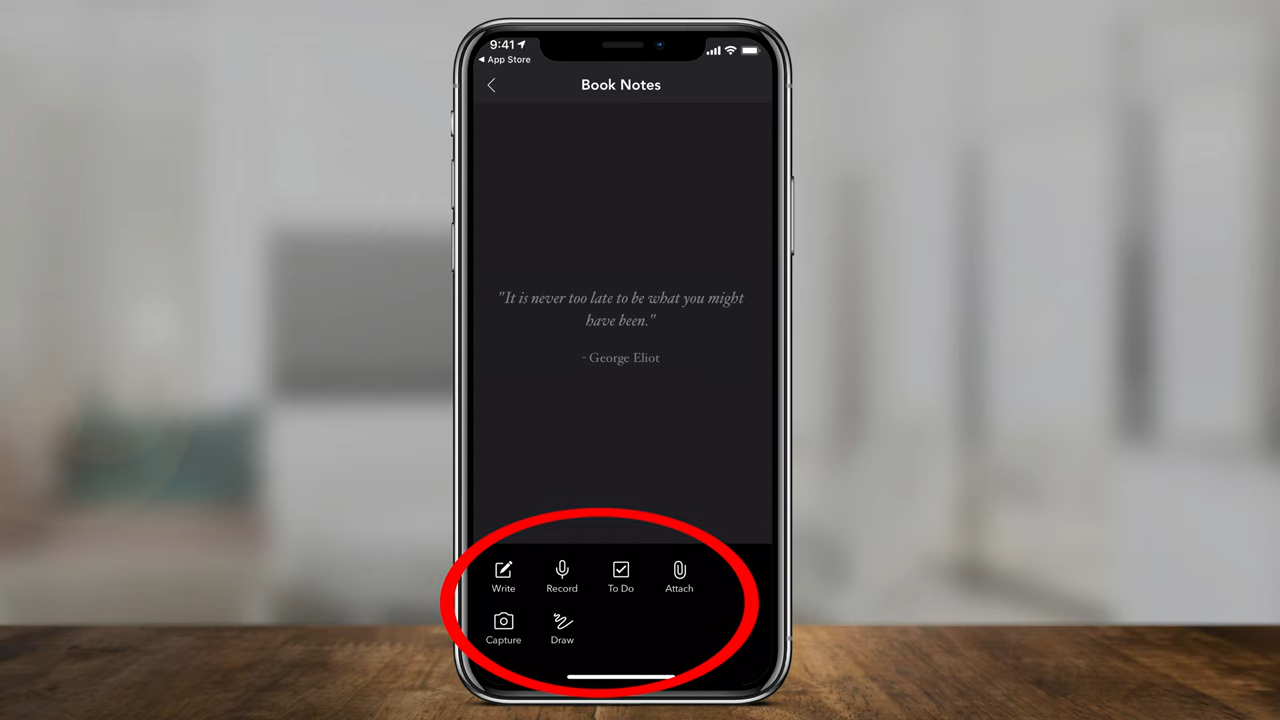 9:41
App Store
Book Notes
"It is never too late to be what you might
have been."
- George Eliot
Write
Record
To Do
Attach
Capture
Draw